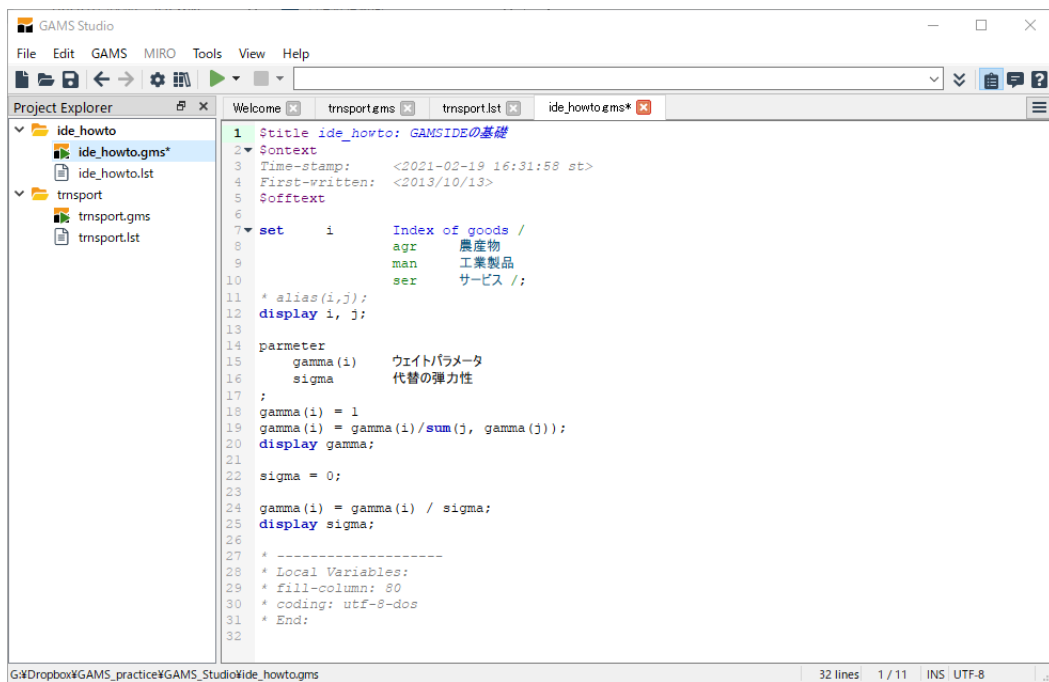 GAMS Studio
File Edit GAMS MIRO Tools View Help
Project Explorer
Welcome trnsport.gms trnsport.lst ide_howto.gms*
ide_howto
ide_howto.gms*
ide_howto.lst
trnsport
trnsport.gms
trnsport.lst
1 $title ide_howto: GAMSIDEの基礎
2 $ontext
3 Time-stamp: <2021-02-19 16:31:58 st>
4 First-written: <2013/10/13>
5 $offtext
6
7 set i Index of goods /
8 agr 農産物
9 man 工業製品
10 ser サービス /;
11 * alias(i,j);
12 display i, j;
13
14 parmeter
15 gamma(i) ウェイトパラメータ
16 sigma 代替の弾力性
17 ;
18 gamma(i) = 1
19 gamma(i) = gamma(i)/sum(j, gamma(j));
20 display gamma;
21
22 sigma = 0;
23
24 gamma(i) = gamma(i) / sigma;
25 display sigma;
26
27 * --------------------
28 * Local Variables:
29 * fill-column: 80
30 * coding: utf-8-dos
31 * End:
32
G:¥Dropbox¥GAMS_practice¥GAMS_Studio¥ide_howto.gms 32 lines 1 / 11 INS UTF-8